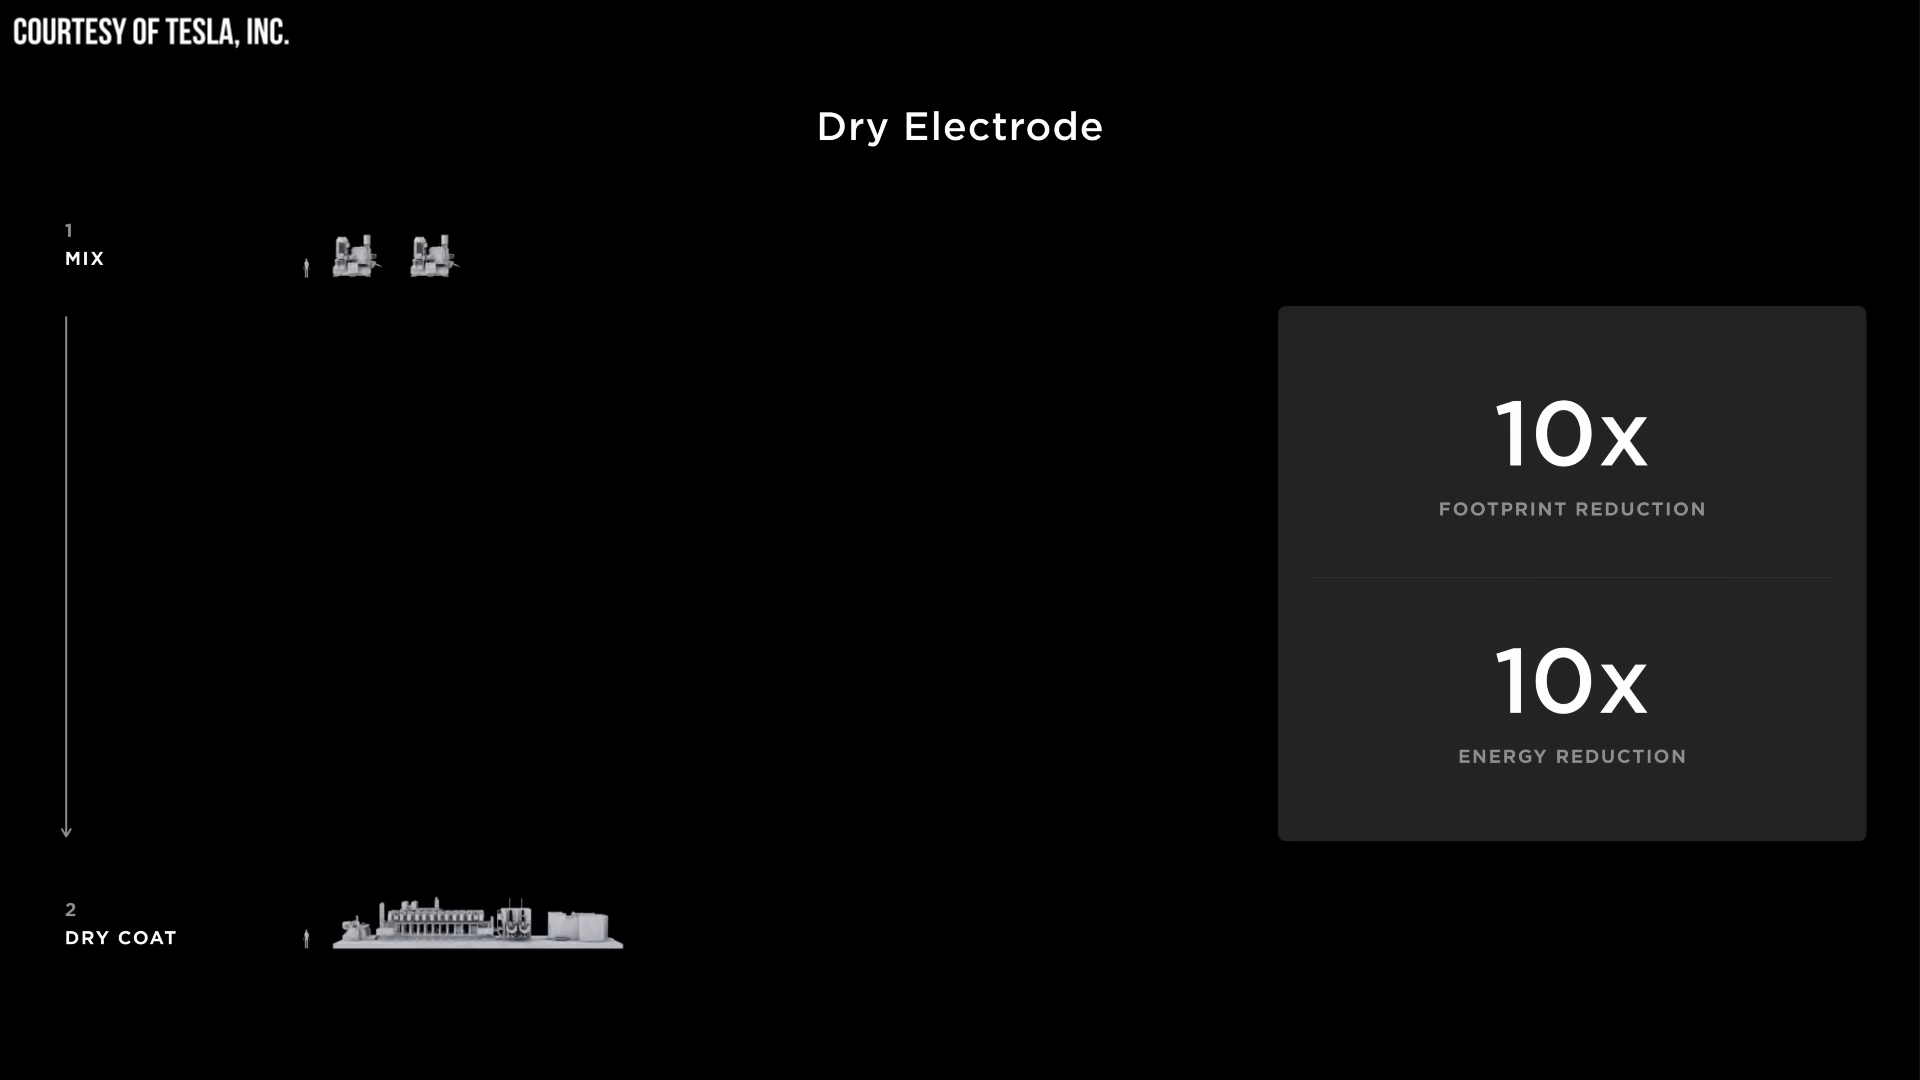 COURTESY OF TESLA, INC.
Dry Electrode
1
MIX
10x
FOOTPRINT REDUCTION
10x
ENERGY REDUCTION
2
DRY COAT